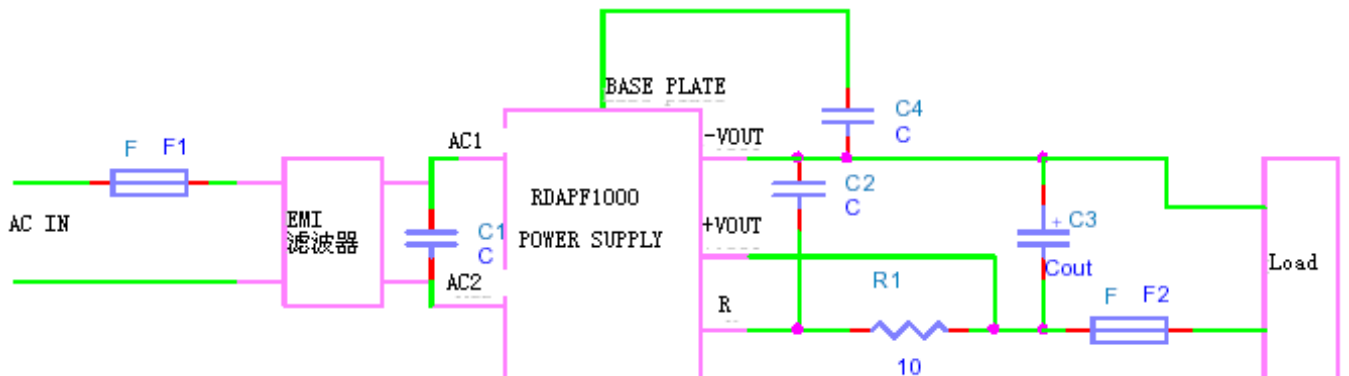 BASE PLATE
C4
C
F F1
AC1
-VOUT
EMI
滤波器
C1
C
RDAPF1000
POWER SUPPLY
C2
C
AC IN
+VOUT
+ C3
Cout
Load
AC2
R
R1
F F2
10